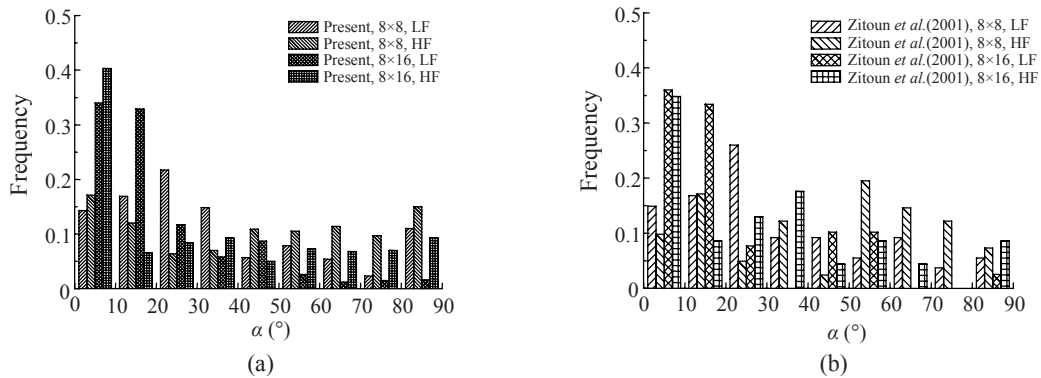 0.5
0.4
0.3
0.2
0.1
0
Frequency
Present, 8×8, LF
Present, 8×8, HF
Present, 8×16, LF
Present, 8×16, HF
0 10 20 30 40 50 60 70 80 90
α (°)
(a)
0.5
0.4
0.3
0.2
0.1
0
Frequency
Zitoun et al.(2001), 8×8, LF
Zitoun et al.(2001), 8×8, HF
Zitoun et al.(2001), 8×16, LF
Zitoun et al.(2001), 8×16, HF
0 10 20 30 40 50 60 70 80 90
α (°)
(b)